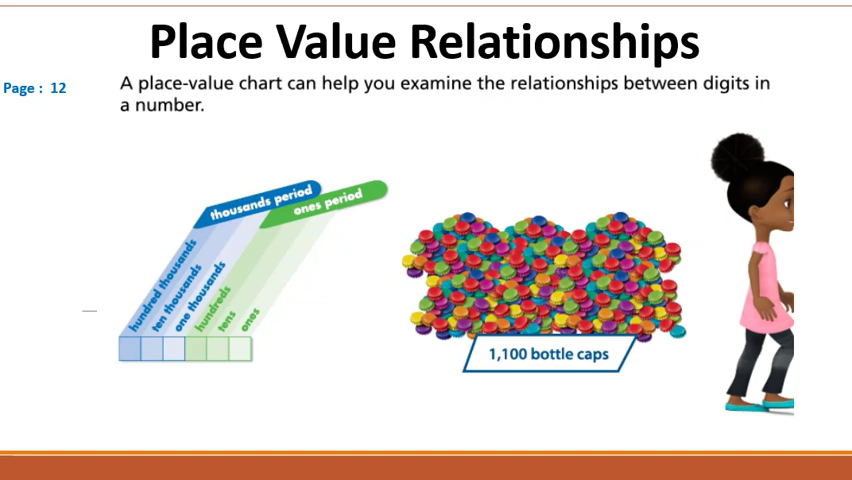 Place Value Relationships
Page : 12
A place-value chart can help you examine the relationships between digits in
a number.
thousands period
ones period
hundred thousands
ten thousands
one thousands
hundreds
tens
ones
1,100 bottle caps